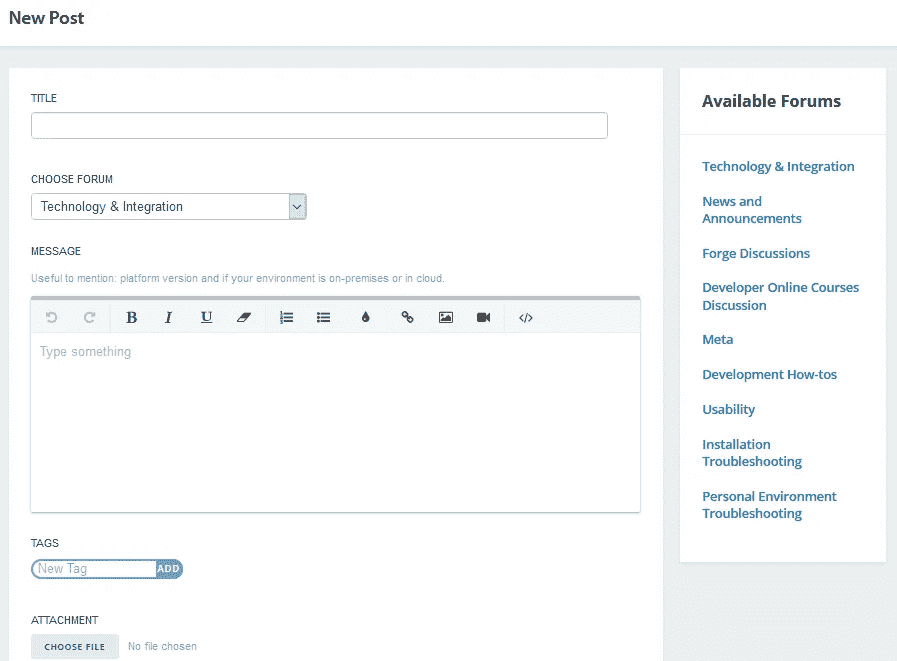 New Post
TITLE
CHOOSE FORUM
Technology & Integration
MESSAGE
Useful to mention: platform version and if your environment is on-premises or in cloud.
B I U </>
Type something
TAGS
New Tag ADD
ATTACHMENT
CHOOSE FILE No file chosen
Available Forums
Technology & Integration
News and
Announcements
Forge Discussions
Developer Online Courses
Discussion
Meta
Development How-tos
Usability
Installation
Troubleshooting
Personal Environment
Troubleshooting